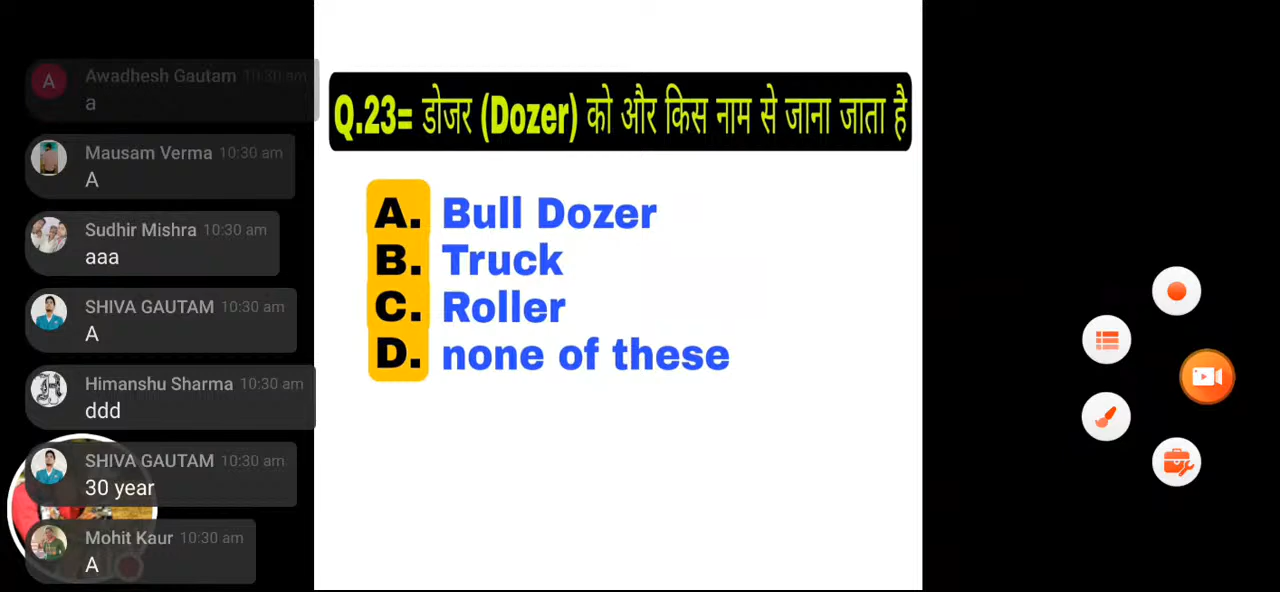 Awadhesh Gautam 10:30 am
a
Mausam Verma 10:30 am
A
Sudhir Mishra 10:30 am
aaa
SHIVA GAUTAM 10:30 am
A
Himanshu Sharma 10:30 am
ddd
SHIVA GAUTAM 10:30 am
30 year
Mohit Kaur 10:30 am
A
Q.23= डोजर (Dozer) को और किस नाम से जाना जाता है
A. Bull Dozer
B. Truck
C. Roller
D. none of these
A